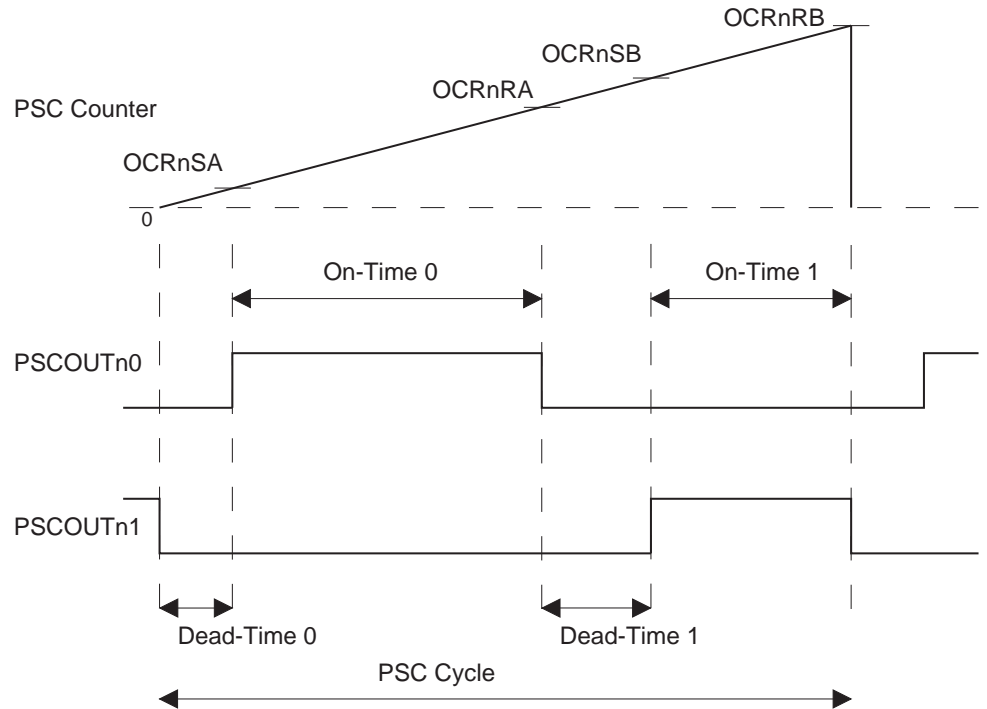 OCRnRB
OCRnSB
OCRnRA
PSC Counter
OCRnSA
0
On-Time 0
On-Time 1
PSCOUTn0
PSCOUTn1
Dead-Time 0
Dead-Time 1
PSC Cycle